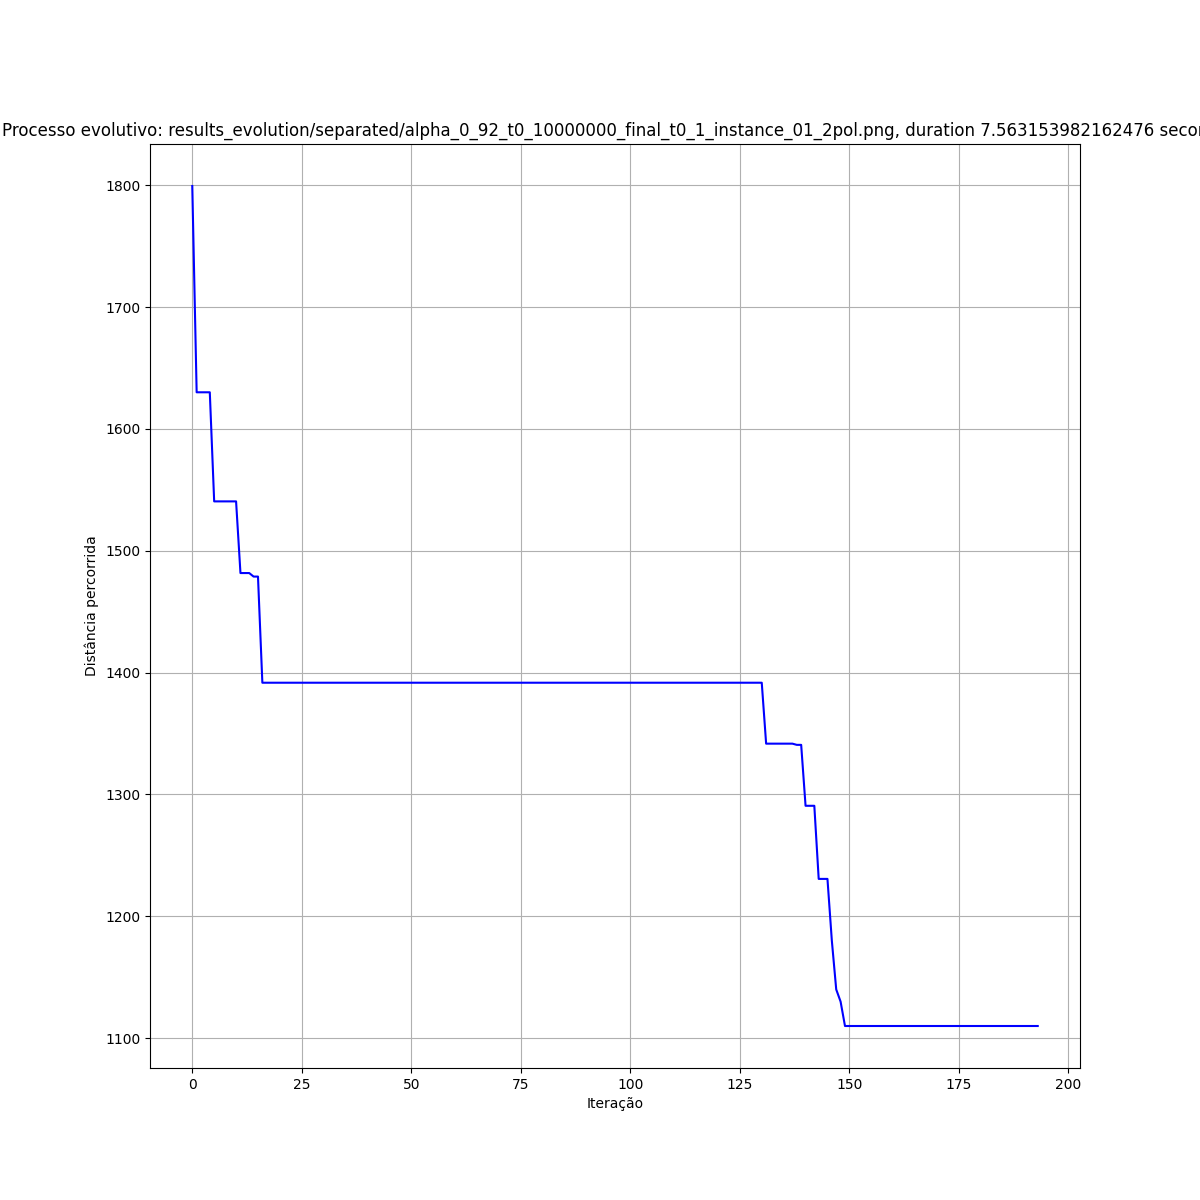 Processo evolutivo: results_evolution/separated/alpha_0_92_t0_10000000_final_t0_1_instance_01_2pol.png, duration 7.563153982162476
1800
1700
1600
1500
1400
1300
1200
1100
Distância percorrida
0 25 50 75 100 125 150 175 200
Iteração